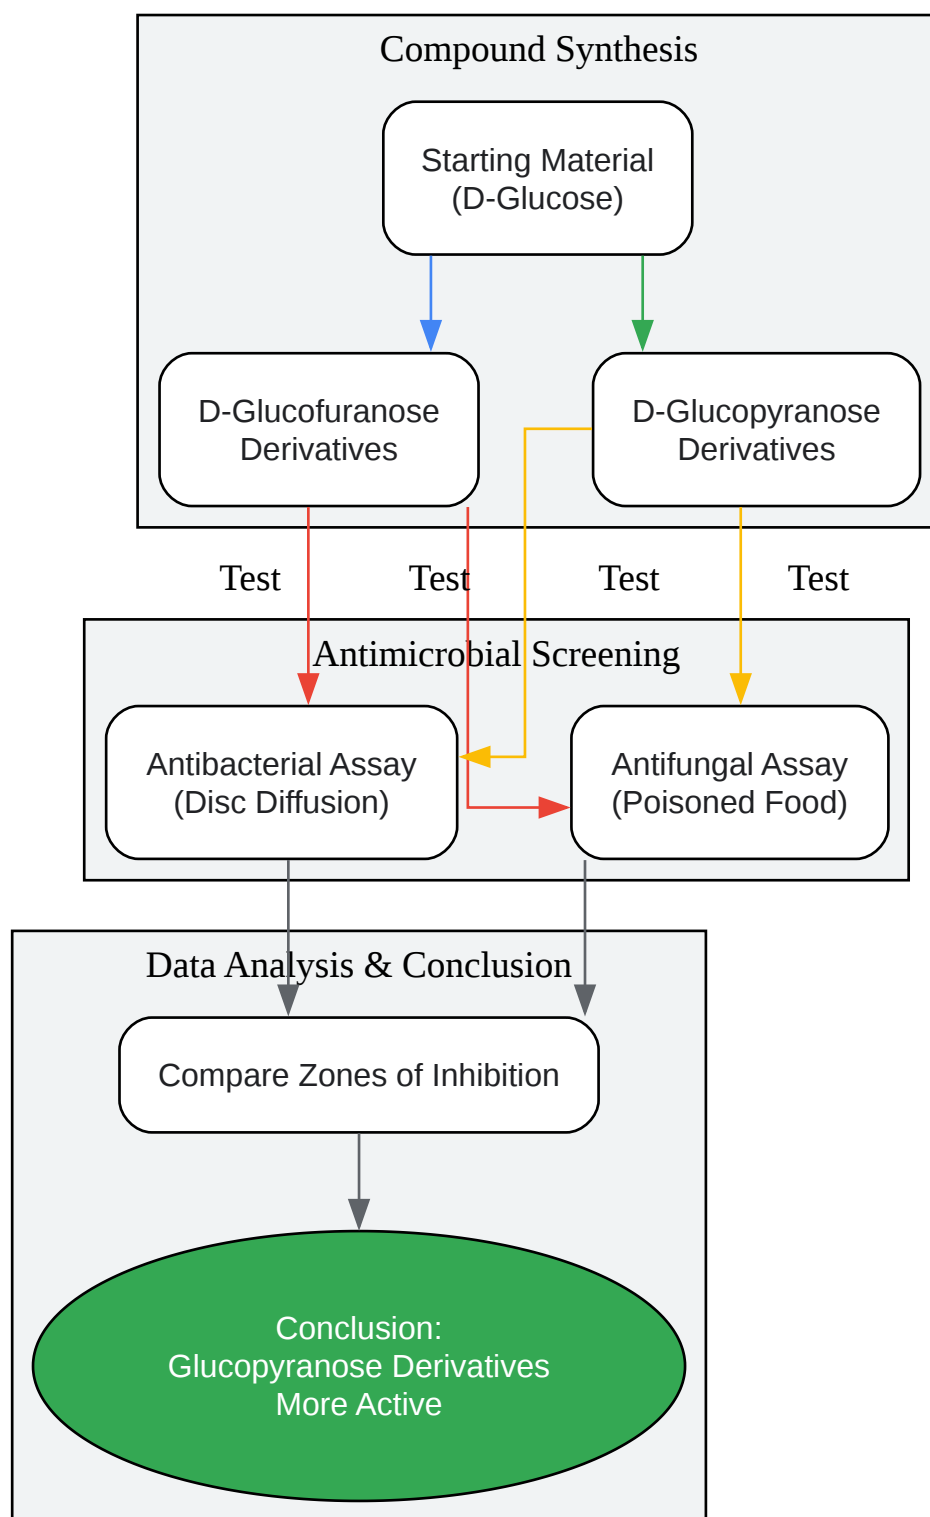 Compound Synthesis
Starting Material
(D-Glucose)
D-Glucofuranose
Derivatives
D-Glucopyranose
Derivatives
Test
Test
Test
Test
Antimicrobial Screening
Antibacterial Assay
(Disc Diffusion)
Antifungal Assay
(Poisoned Food)
Data Analysis & Conclusion
Compare Zones of Inhibition
Conclusion:
Glucopyranose Derivatives
More Active